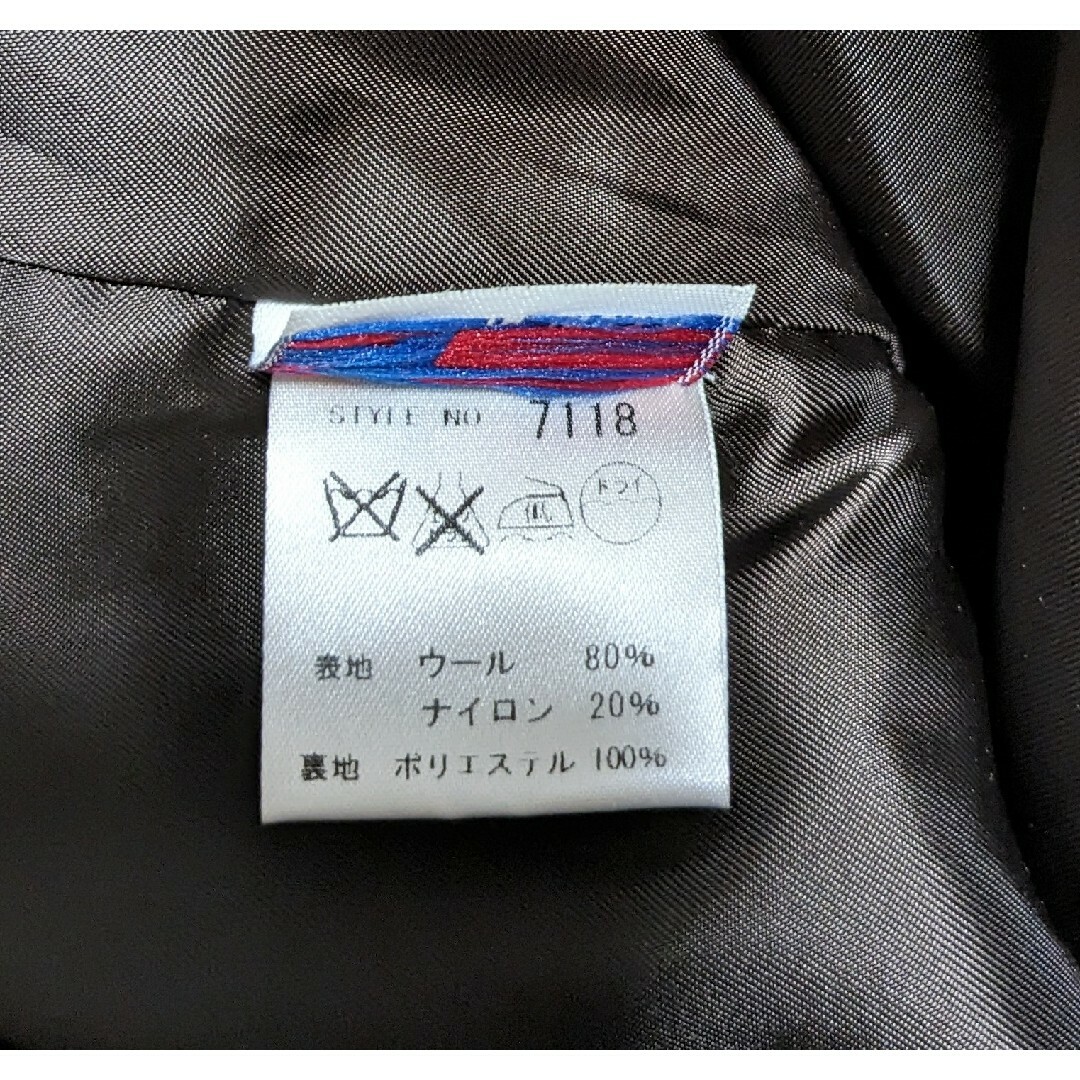 STYLE NO 7118
ドライ
表地 ウール 80%
ナイロン 20%
裏地 ポリエステル 100%